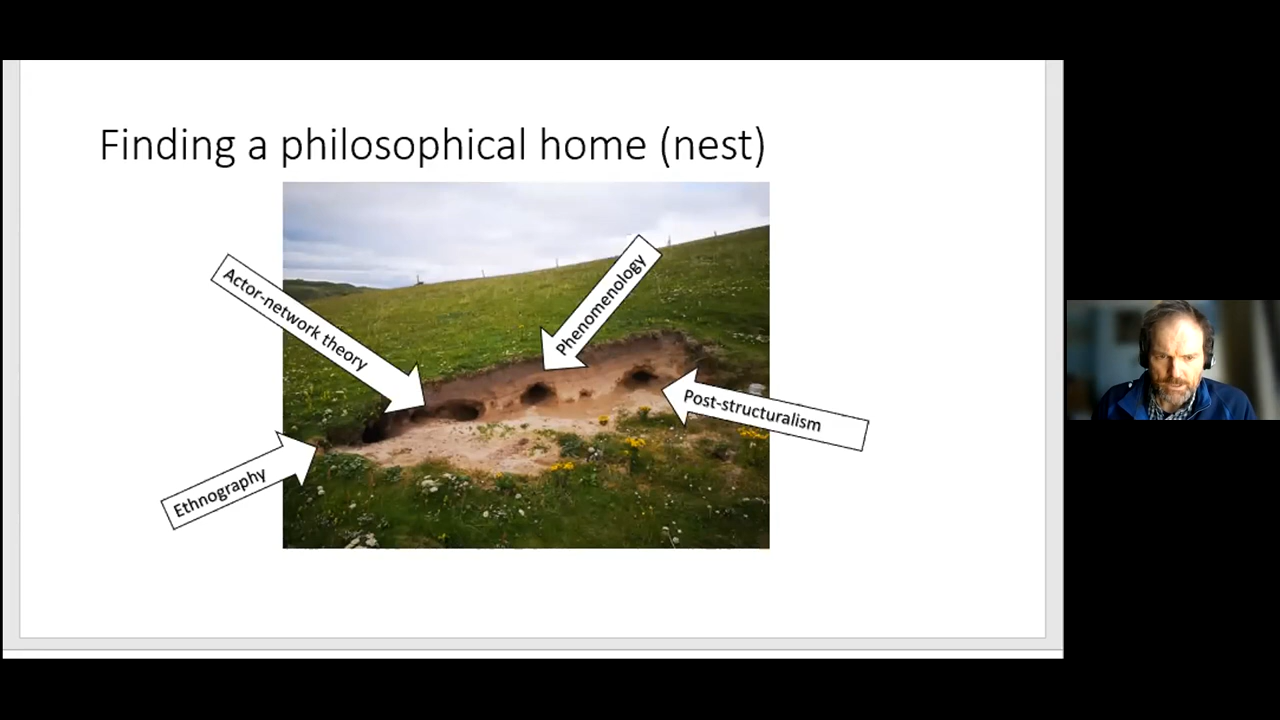 Finding a philosophical home (nest)
Actor-network theory
Phenomenology
Post-structuralism
Ethnography